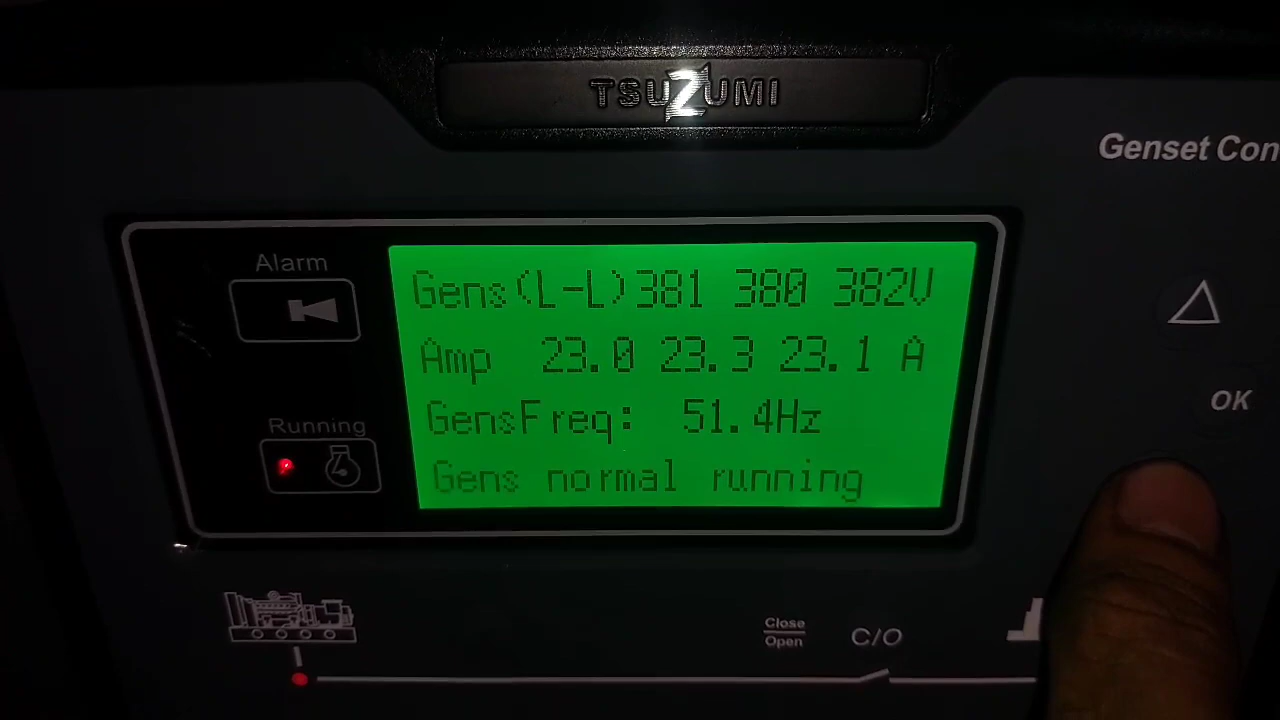 TSUZUMI
Genset Con
Alarm
Gens(L-L)381 380 382V
Amp 23.0 23.3 23.1 A
Running
GensFreq: 51.4Hz
Gens normal running
OK
Close
Open
C/O